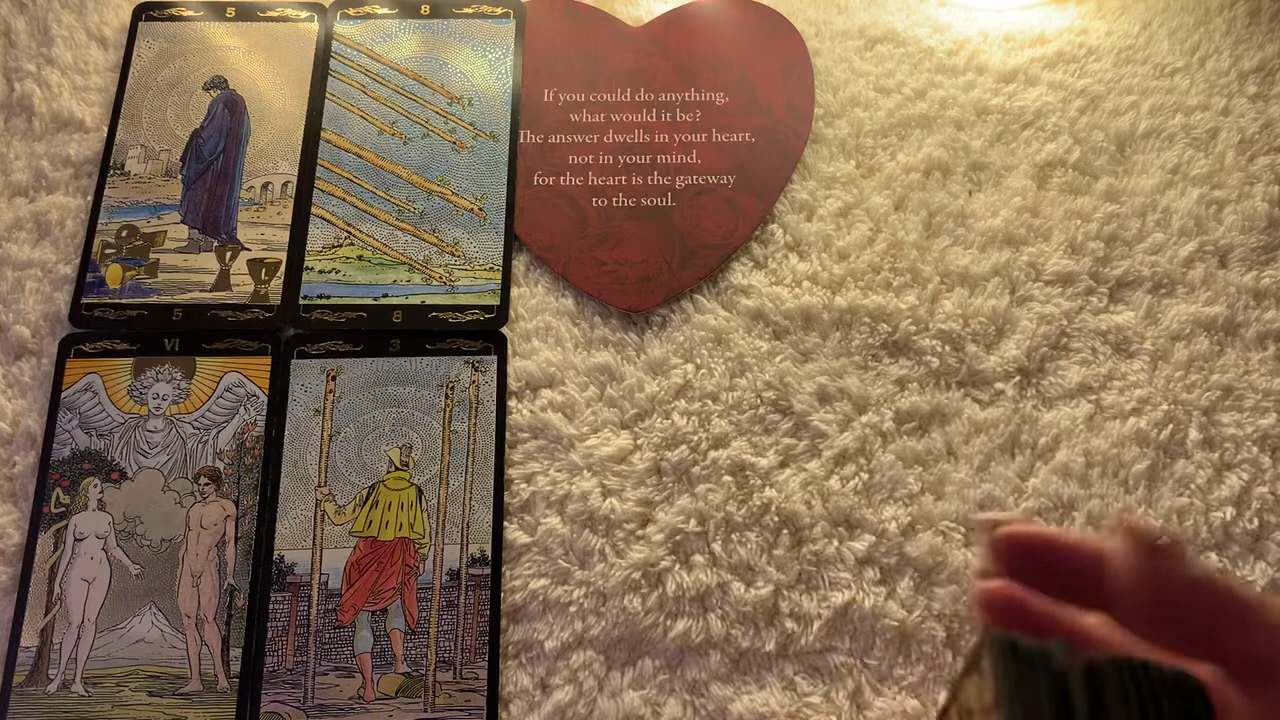 5
8
If you could do anything,
what would it be?
The answer dwells in your heart,
not in your mind,
for the heart is the gateway
to the soul.
5
8
VI
3